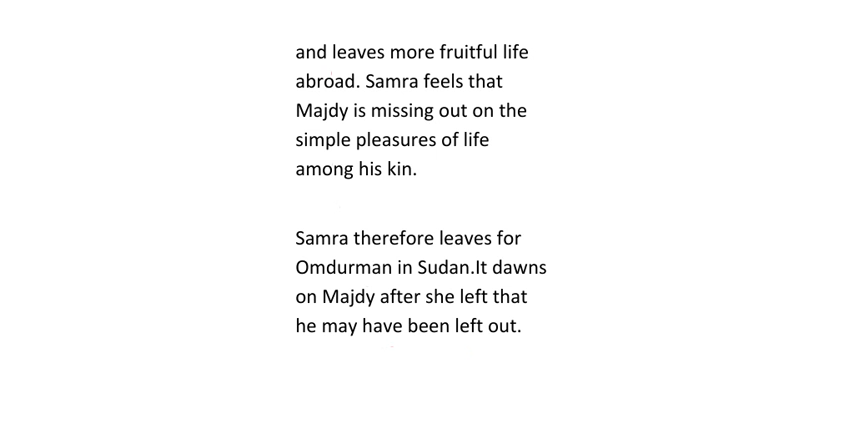 and leaves more fruitful life
abroad. Samra feels that
Majdy is missing out on the
simple pleasures of life
among his kin.
Samra therefore leaves for
Omdurman in Sudan.It dawns
on Majdy after she left that
he may have been left out.